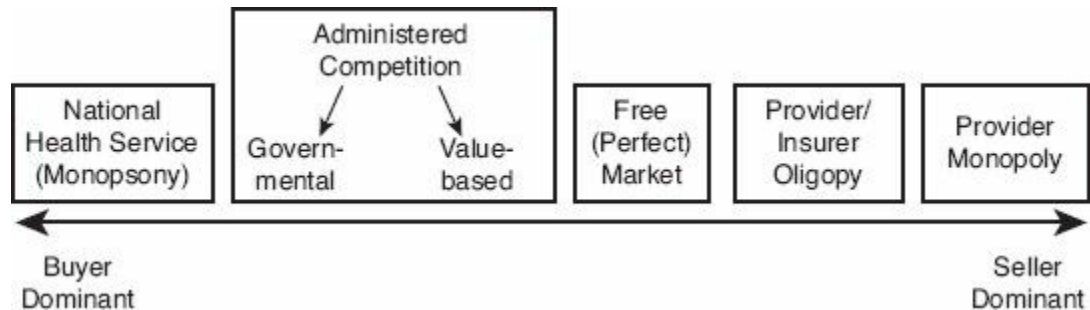 National
Health Service
(Monopsony)
Administered
Competition
Govern-
mental
Value-
based
Free
(Perfect)
Market
Provider/
Insurer
Oligopy
Provider
Monopoly
Buyer
Dominant
Seller
Dominant